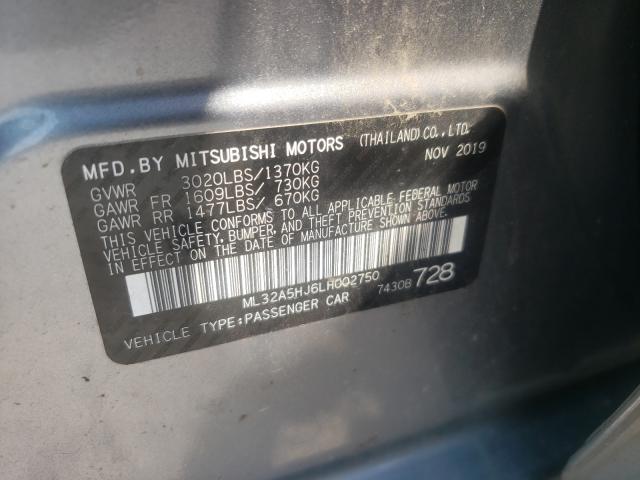 MFD.BY MITSUBISHI MOTORS (THAILAND)CO.,LTD.
NOV 2019
GVWR 3020LBS/1370KG
GAWR FR 1609LBS/ 730KG
GAWR RR 1477LBS/ 670KG
THIS VEHICLE CONFORMS TO ALL APPLICABLE FEDERAL MOTOR
VEHICLE SAFETY, BUMPER, AND THEFT PREVENTION STANDARDS
IN EFFECT ON THE DATE OF MANUFACTURE SHOWN ABOVE.
ML32A5HJ6LH002750
VEHICLE TYPE:PASSENGER CAR 7430B 728